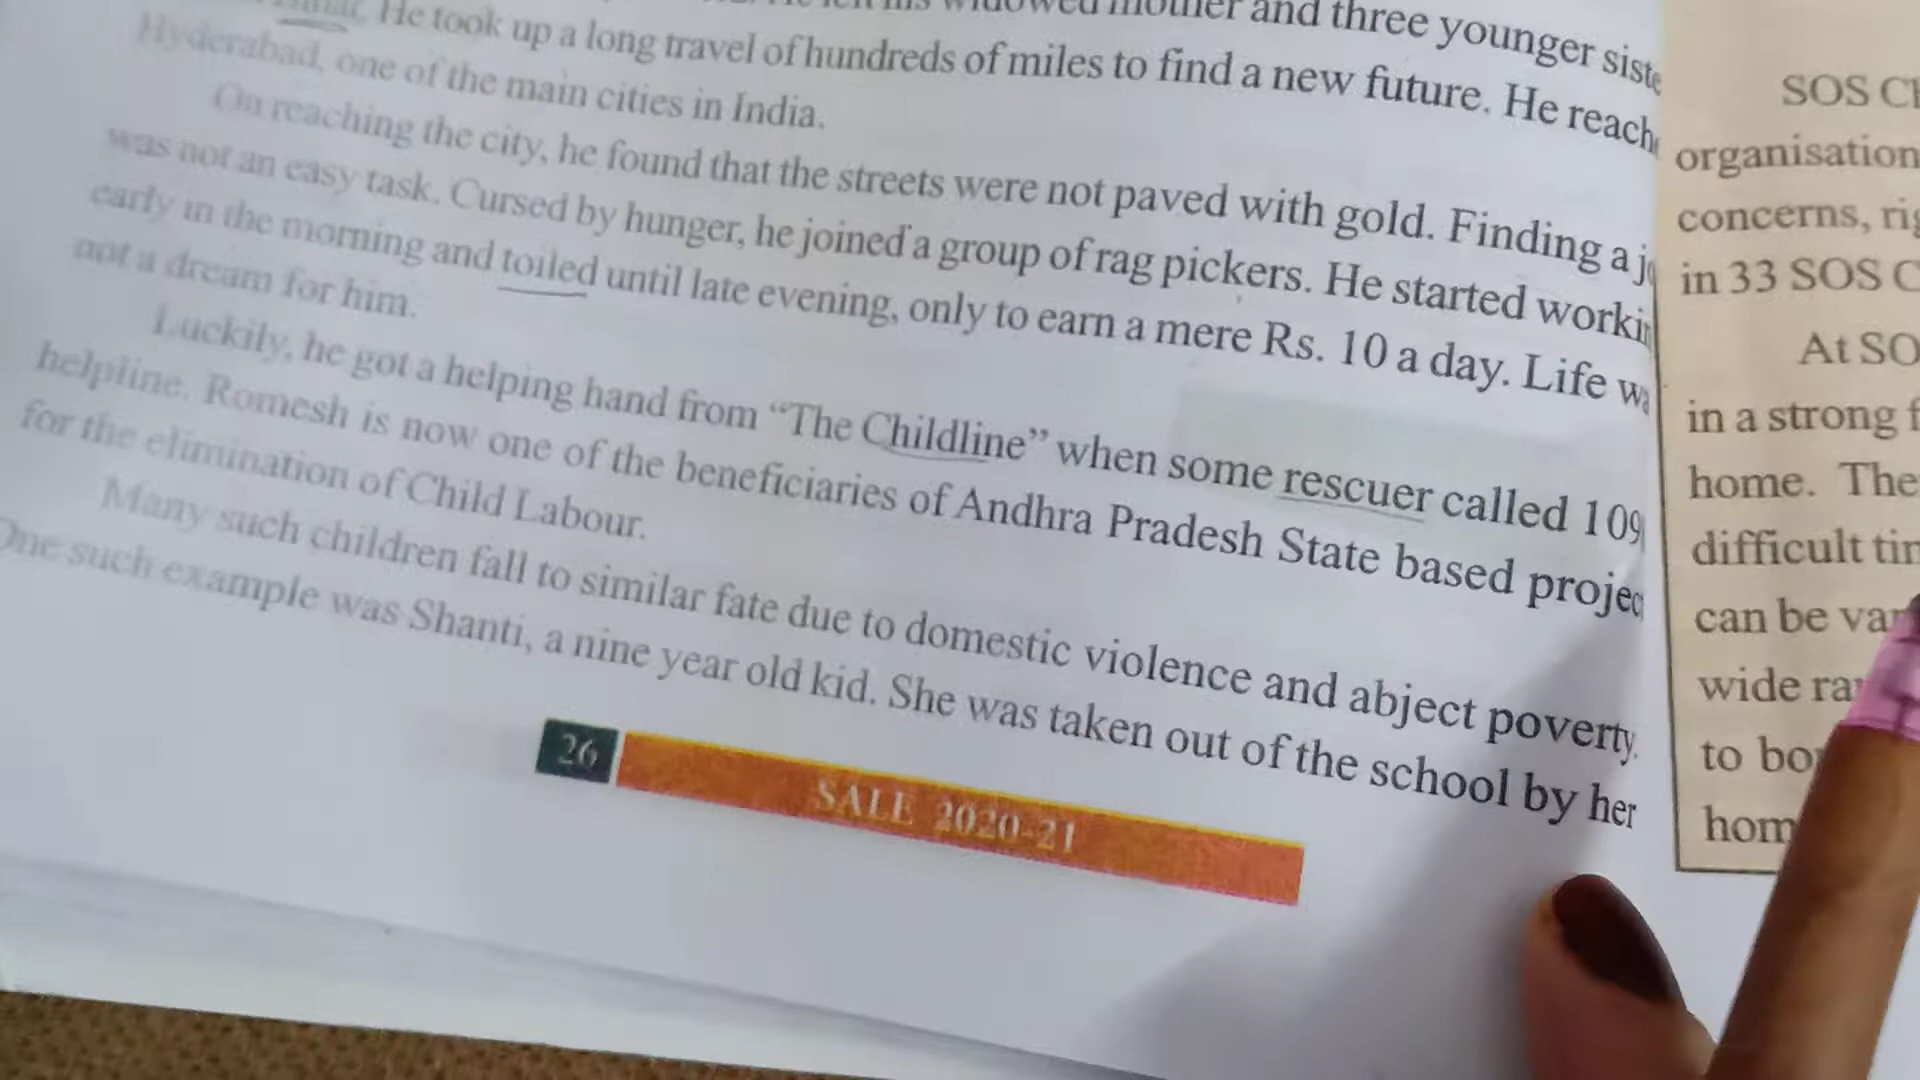 He left his widowed mother and three younger siste
He took up a long travel of hundreds of miles to find a new future. He reache
Hyderabad, one of the main cities in India.
On reaching the city, he found that the streets were not paved with gold. Finding a jo
was not an easy task. Cursed by hunger, he joined a group of rag pickers. He started workin
early in the morning and toiled until late evening, only to earn a mere Rs. 10 a day. Life wa
not a dream for him.
Luckily, he got a helping hand from “The Childline” when some rescuer called 109
helpline. Romesh is now one of the beneficiaries of Andhra Pradesh State based projec
for the elimination of Child Labour.
Many such children fall to similar fate due to domestic violence and abject poverty.
One such example was Shanti, a nine year old kid. She was taken out of the school by her
26
SALE 2020-21
SOS Ch
organisation
concerns, rig
in 33 SOS C
At SO
in a strong f
home. The
difficult tim
can be var
wide ra
to bo
hom